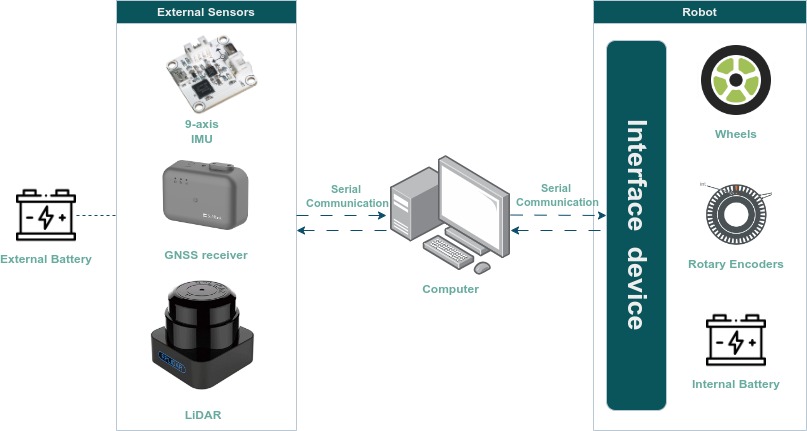 External Sensors
Robot
9-axis
IMU
Wheels
Serial
Communication
Serial
Communication
Interface device
External Battery
GNSS receiver
Rotary Encoders
Computer
Internal Battery
LiDAR